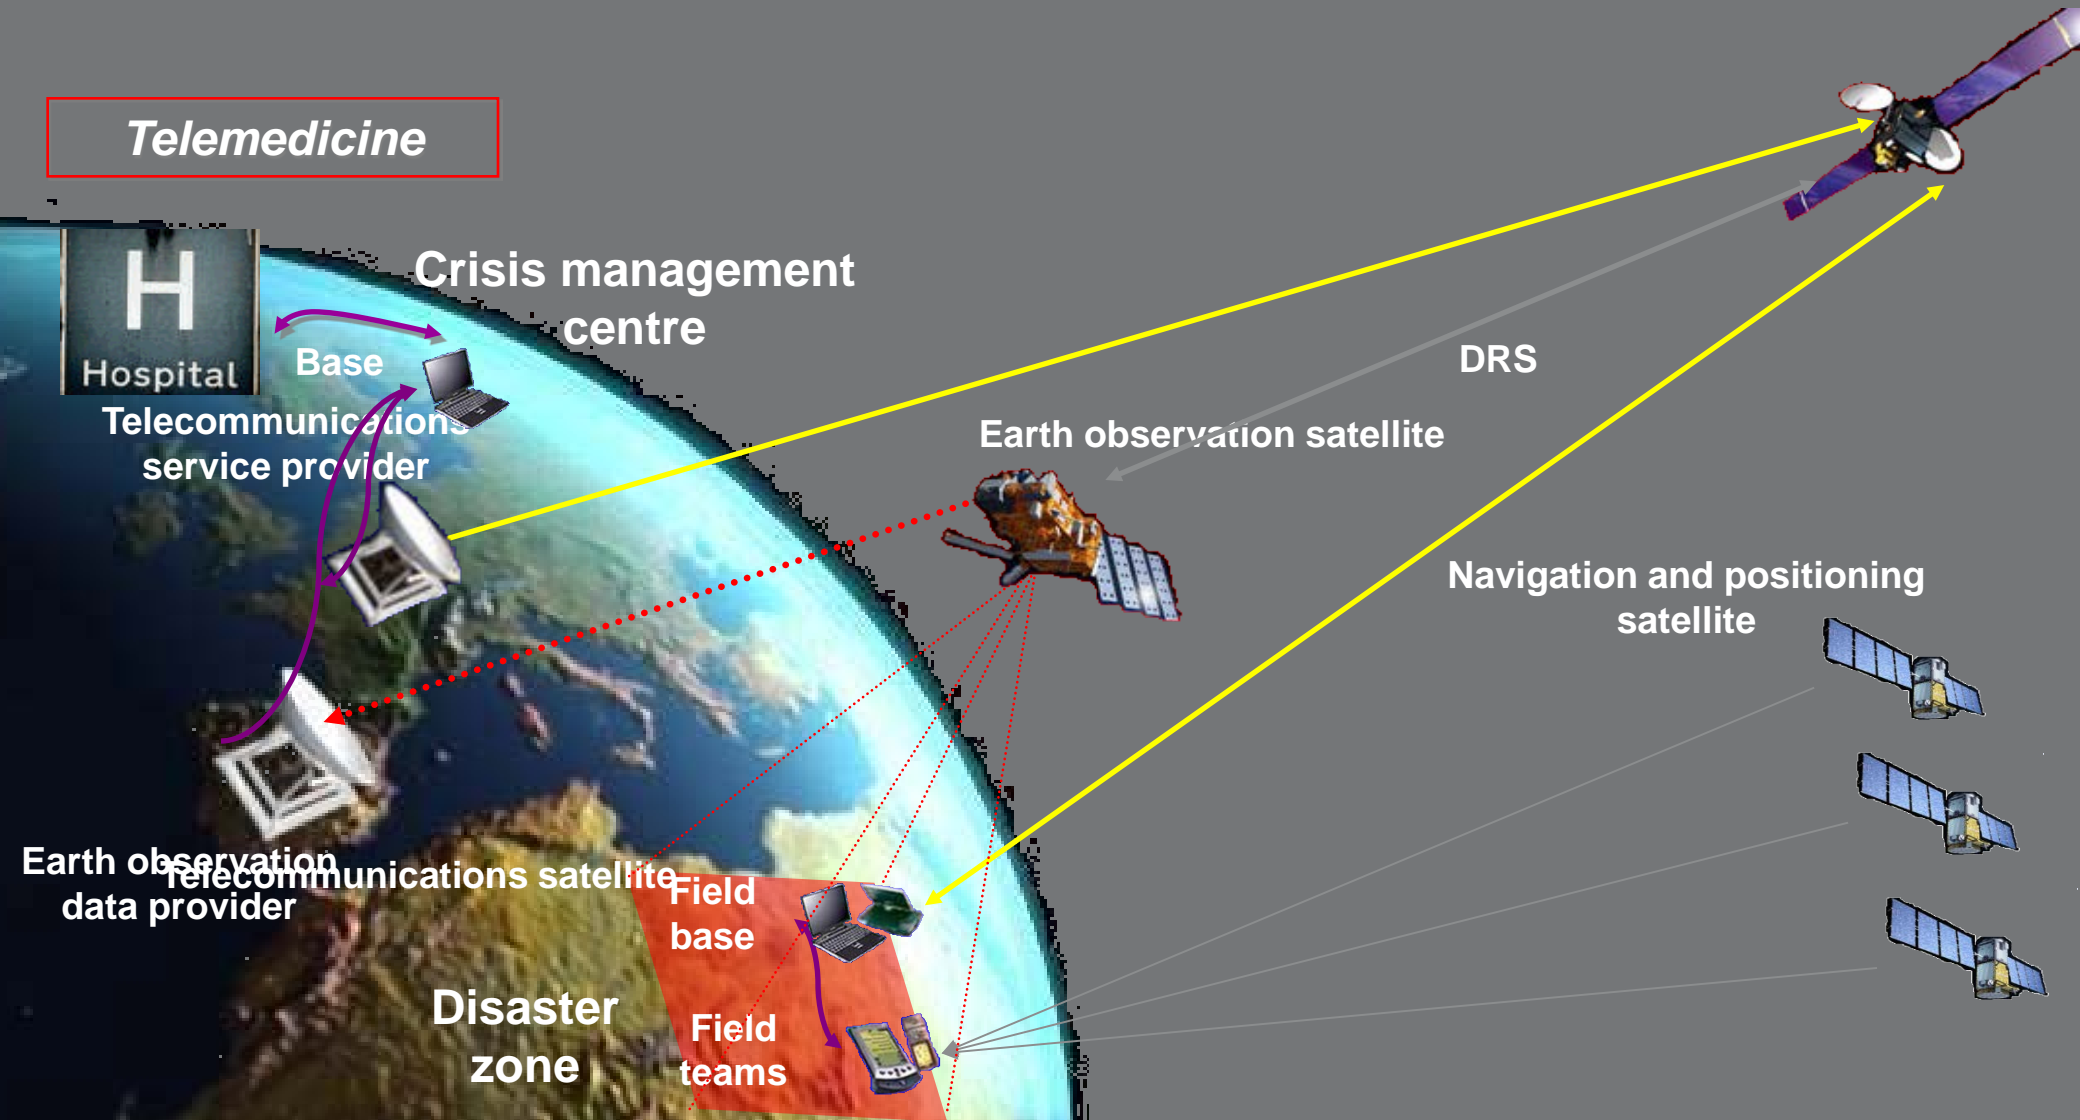 Telemedicine
H
Hospital
Crisis management
centre
Base
Telecommunications
service provider
DRS
Earth observation satellite
Navigation and positioning
satellite
Earth observation
data provider
Telecommunications satellite
Field
base
Disaster
zone
Field
teams